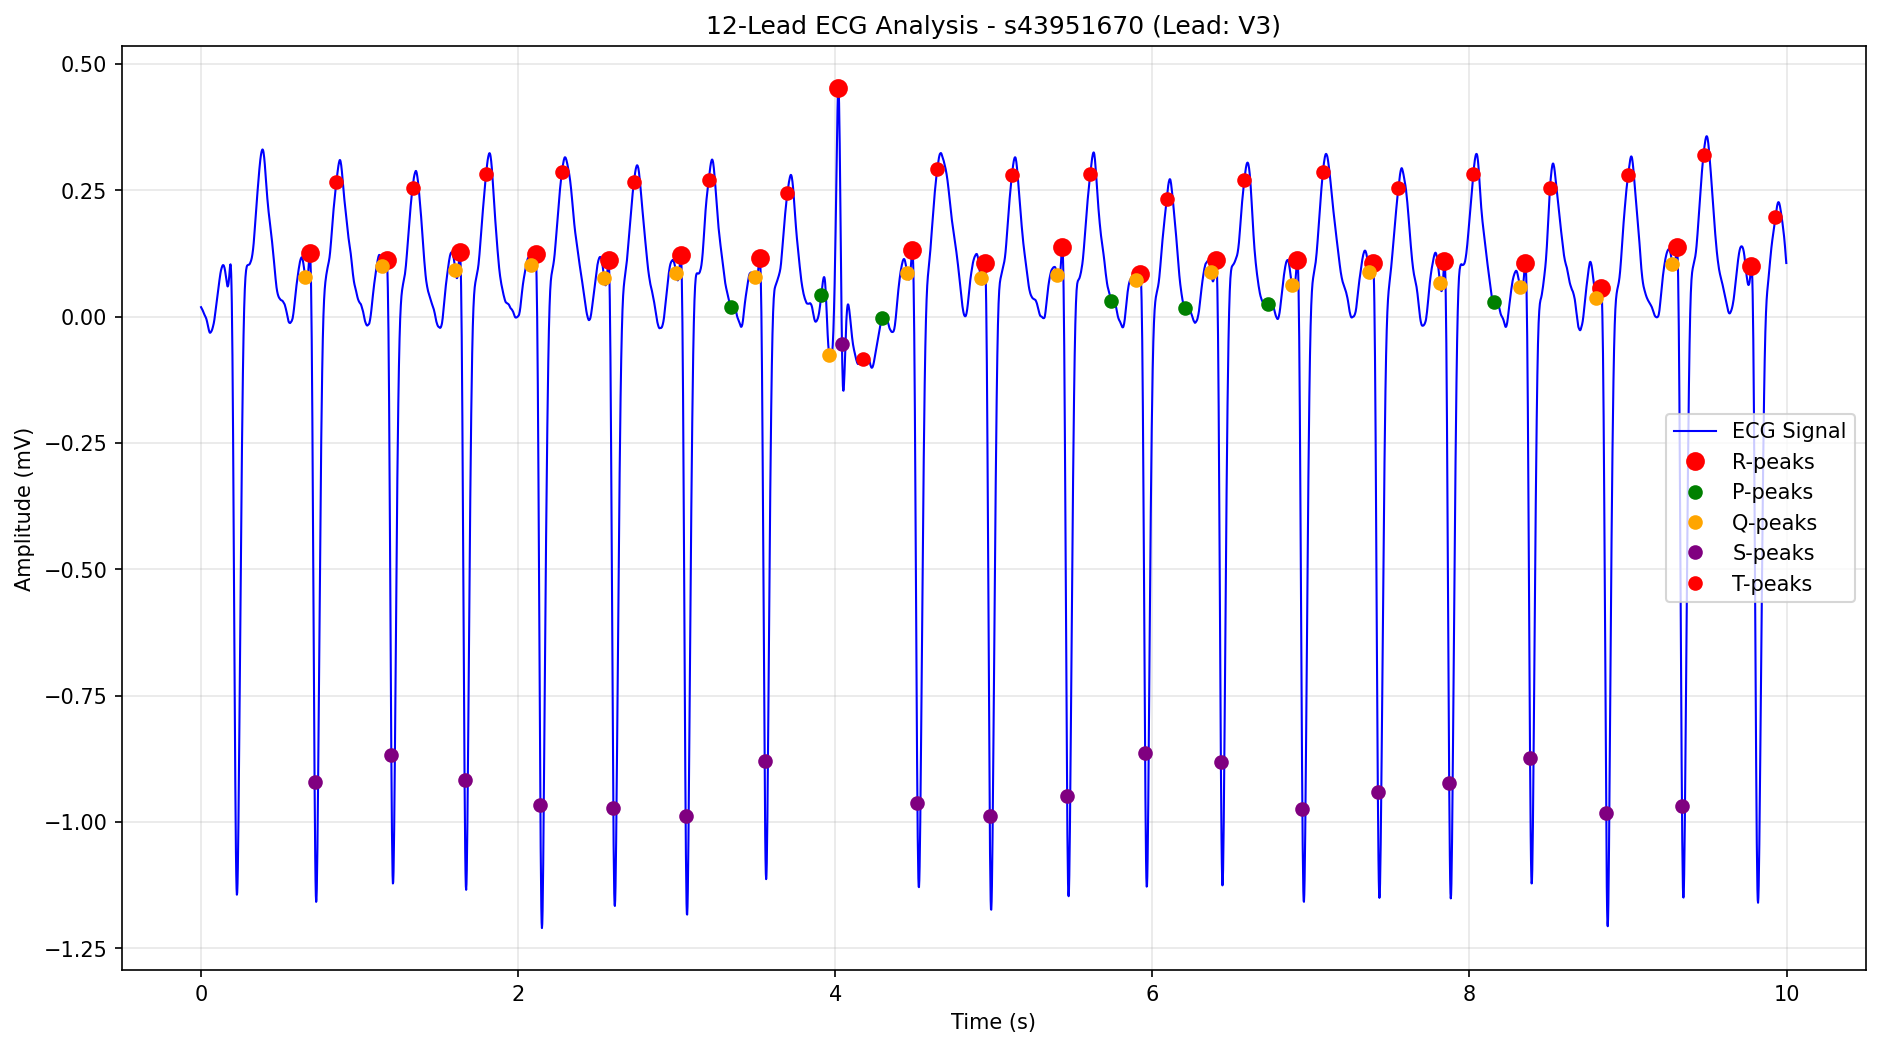 12-Lead ECG Analysis - s43951670 (Lead: V3)
0.50
0.25
0.00
−0.25
−0.50
−0.75
−1.00
−1.25
Amplitude (mV)
ECG Signal
R-peaks
P-peaks
Q-peaks
S-peaks
T-peaks
0 2 4 6 8 10
Time (s)